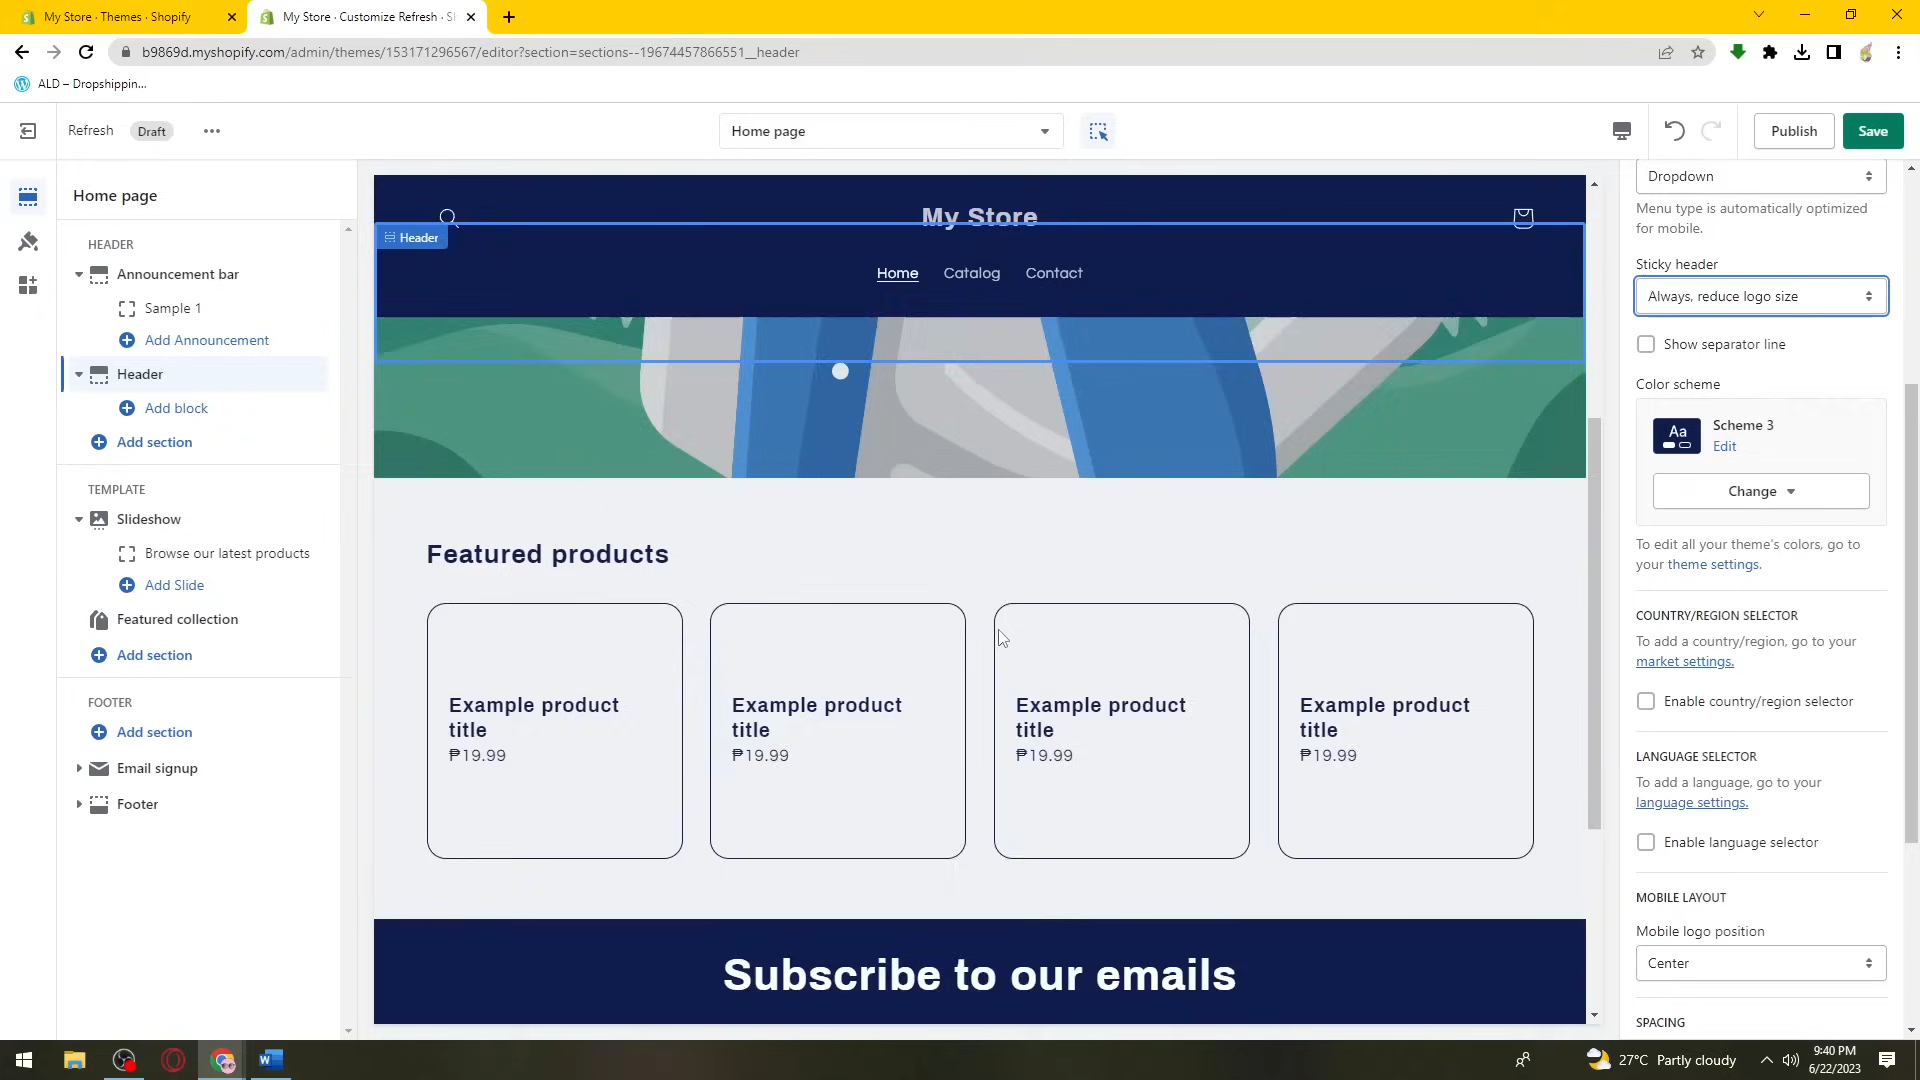 My Store · Themes · Shopify
My Store · Customize Refresh · Sh
b9869d.myshopify.com/admin/themes/153171296567/editor?section=sections--19674457866551__header
ALD – Dropshippin...
Refresh
Draft
Home page
Publish
Save
Home page
HEADER
Announcement bar
Sample 1
Add Announcement
Header
Add block
Add section
TEMPLATE
Slideshow
Browse our latest products
Add Slide
Featured collection
Add section
FOOTER
Add section
Email signup
Footer
My Store
Header
Home
Catalog
Contact
Featured products
Example product
title
₱19.99
Example product
title
₱19.99
Example product
title
₱19.99
Example product
title
₱19.99
Subscribe to our emails
Dropdown
Menu type is automatically optimized
for mobile.
Sticky header
Always, reduce logo size
Show separator line
Color scheme
Aa
Scheme 3
Edit
Change
To edit all your theme's colors, go to
your theme settings.
COUNTRY/REGION SELECTOR
To add a country/region, go to your
market settings.
Enable country/region selector
LANGUAGE SELECTOR
To add a language, go to your
language settings.
Enable language selector
MOBILE LAYOUT
Mobile logo position
Center
SPACING
27°C Partly cloudy
9:40 PM
6/22/2023